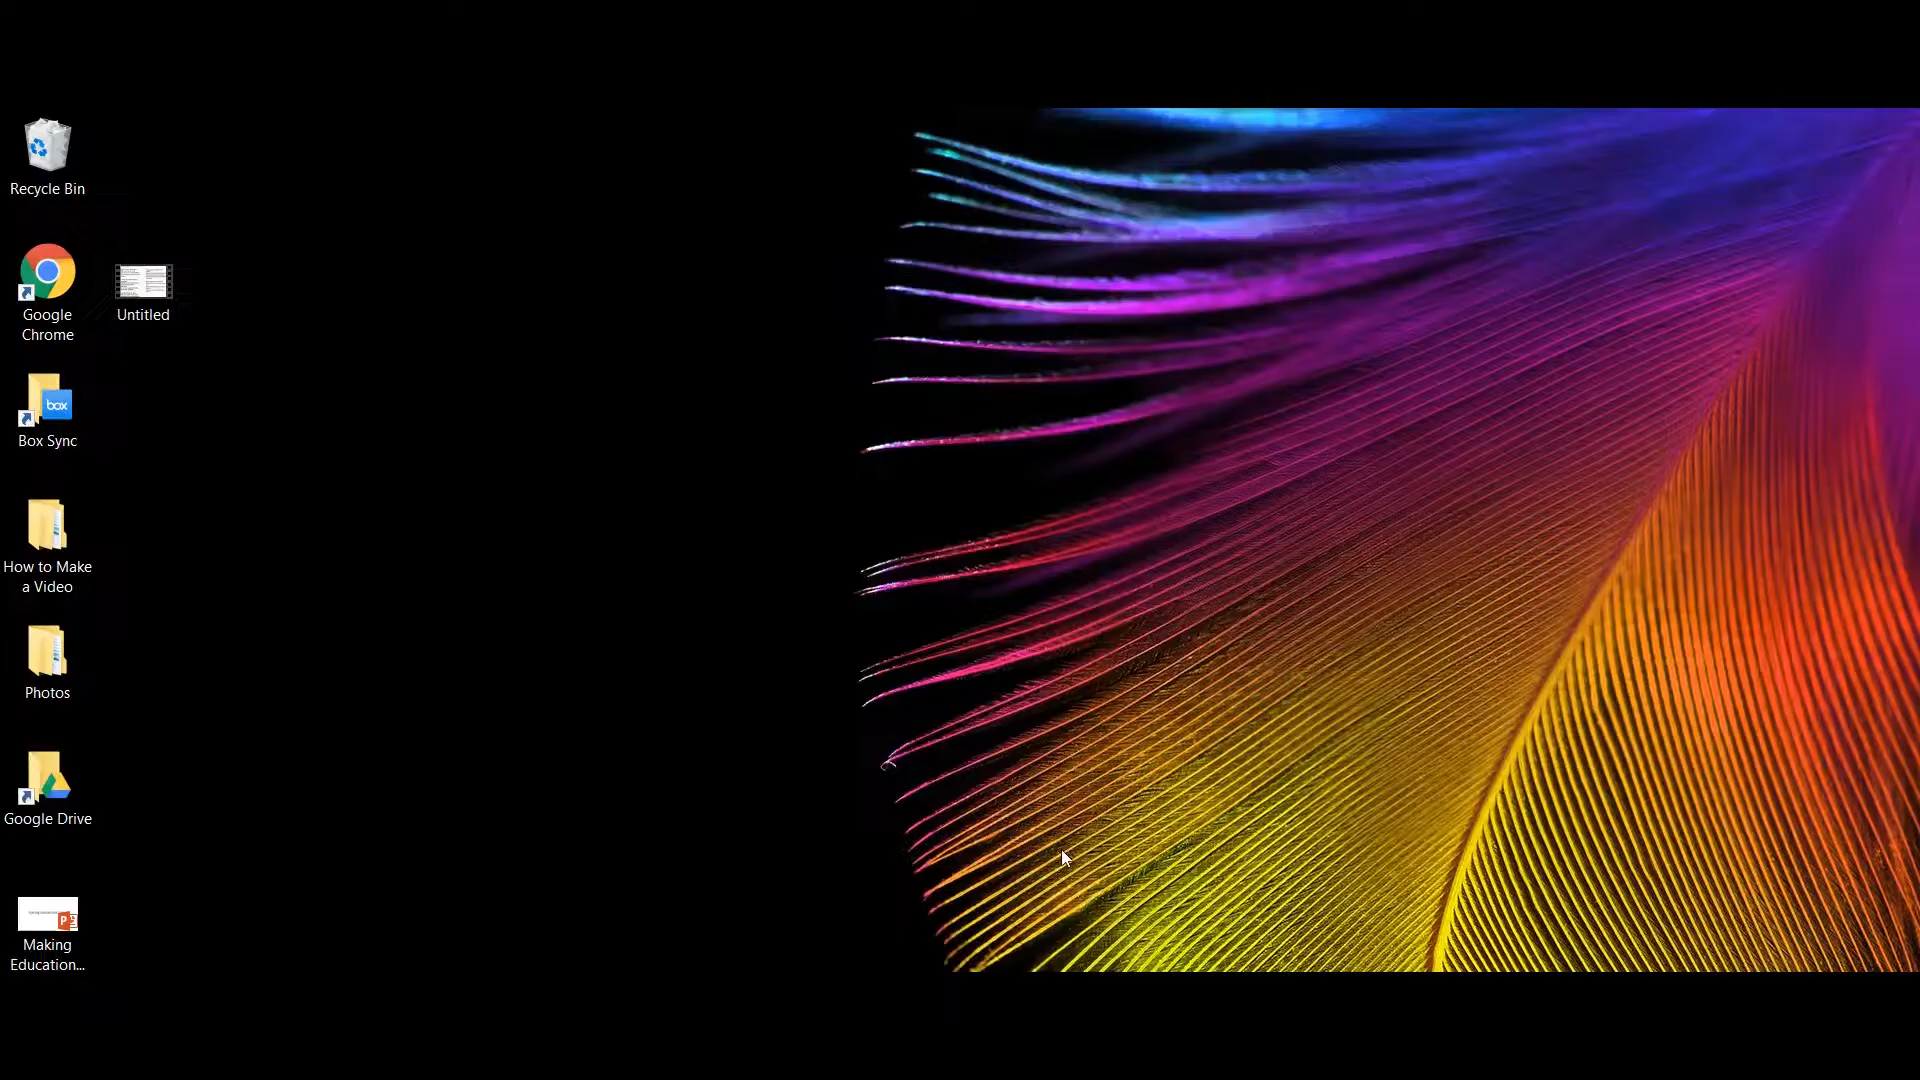 Recycle Bin
Google
Chrome
Untitled
box
Box Sync
How to Make
a Video
Photos
Google Drive
P
Making
Education...